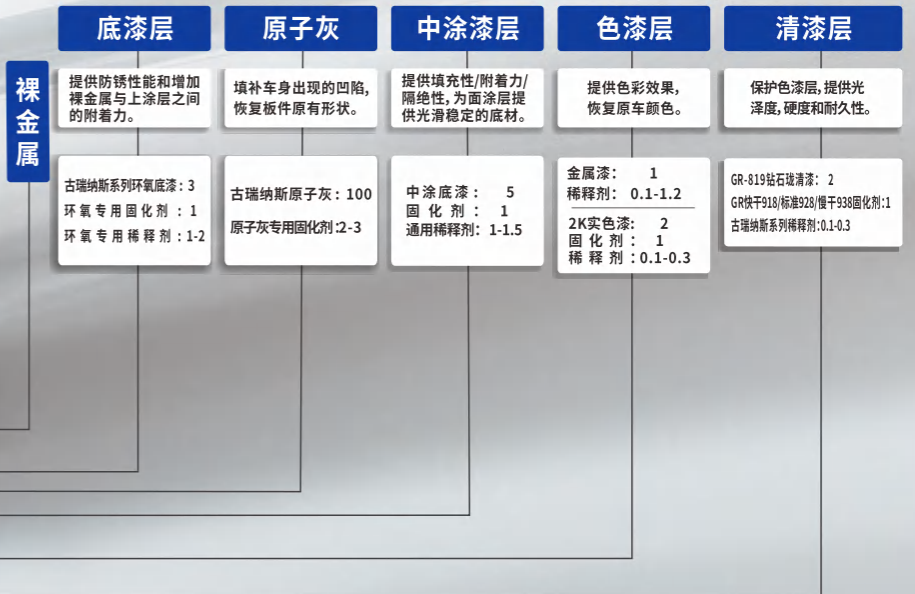 底漆层
原子灰
中涂漆层
色漆层
清漆层
裸金属
提供防锈性能和增加
裸金属与上涂层之间
的附着力。
填补车身出现的凹陷,
恢复板件原有形状。
提供填充性/附着力/
隔绝性, 为面涂层提
供光滑稳定的底材。
提供色彩效果,
恢复原车颜色。
保护色漆层, 提供光
泽度, 硬度和耐久性。
古瑞纳斯系列环氧底漆: 3
环氧专用固化剂 : 1
环氧专用稀释剂 : 1-2
古瑞纳斯原子灰: 100
原子灰专用固化剂:2-3
中涂底漆: 5
固化剂: 1
通用稀释剂: 1-1.5
金属漆: 1
稀释剂: 0.1-1.2
2K实色漆: 2
固化剂: 1
稀释剂:0.1-0.3
GR-819钻石珑清漆: 2
GR快干918/标准928/慢干938固化剂:1
古瑞纳斯系列稀释剂:0.1-0.3